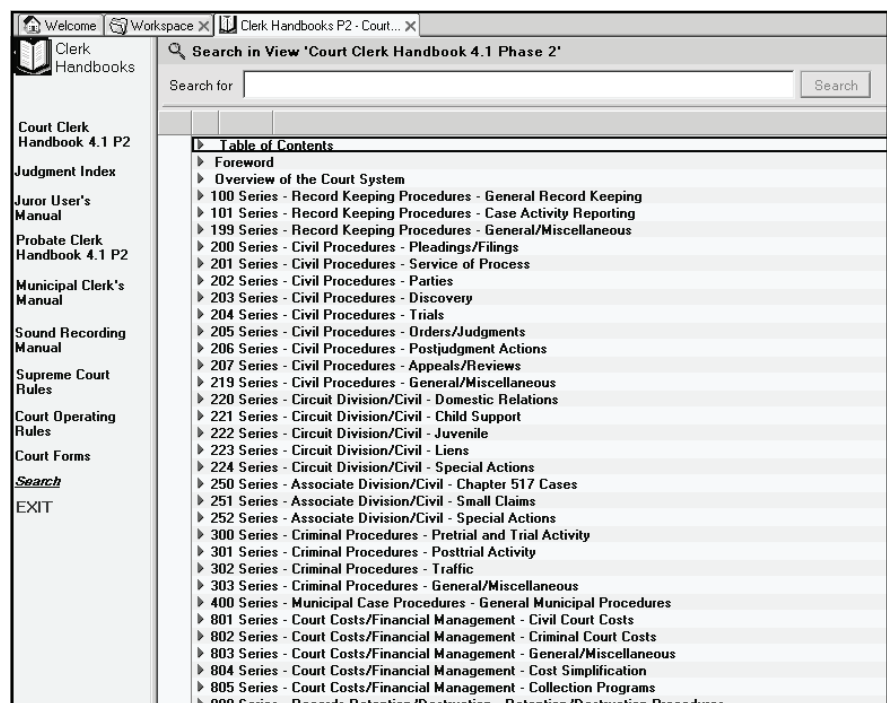 Welcome
Workspace
Clerk Handbooks P2 - Court...
Clerk
Handbooks
Court Clerk
Handbook 4.1 P2
Judgment Index
Juror User's
Manual
Probate Clerk
Handbook 4.1 P2
Municipal Clerk's
Manual
Sound Recording
Manual
Supreme Court
Rules
Court Operating
Rules
Court Forms
Search
EXIT
Search in View 'Court Clerk Handbook 4.1 Phase 2'
Search for
Search
Table of Contents
Foreword
Overview of the Court System
100 Series - Record Keeping Procedures - General Record Keeping
101 Series - Record Keeping Procedures - Case Activity Reporting
199 Series - Record Keeping Procedures - General/Miscellaneous
200 Series - Civil Procedures - Pleadings/Filings
201 Series - Civil Procedures - Service of Process
202 Series - Civil Procedures - Parties
203 Series - Civil Procedures - Discovery
204 Series - Civil Procedures - Trials
205 Series - Civil Procedures - Orders/Judgments
206 Series - Civil Procedures - Postjudgment Actions
207 Series - Civil Procedures - Appeals/Reviews
219 Series - Civil Procedures - General/Miscellaneous
220 Series - Circuit Division/Civil - Domestic Relations
221 Series - Circuit Division/Civil - Child Support
222 Series - Circuit Division/Civil - Juvenile
223 Series - Circuit Division/Civil - Liens
224 Series - Circuit Division/Civil - Special Actions
250 Series - Associate Division/Civil - Chapter 517 Cases
251 Series - Associate Division/Civil - Small Claims
252 Series - Associate Division/Civil - Special Actions
300 Series - Criminal Procedures - Pretrial and Trial Activity
301 Series - Criminal Procedures - Posttrial Activity
302 Series - Criminal Procedures - Traffic
303 Series - Criminal Procedures - General/Miscellaneous
400 Series - Municipal Case Procedures - General Municipal Procedures
801 Series - Court Costs/Financial Management - Civil Court Costs
802 Series - Court Costs/Financial Management - Criminal Court Costs
803 Series - Court Costs/Financial Management - General/Miscellaneous
804 Series - Court Costs/Financial Management - Cost Simplification
805 Series - Court Costs/Financial Management - Collection Programs
Series - Records Retention/Destruction - Retention/Destruction Procedures